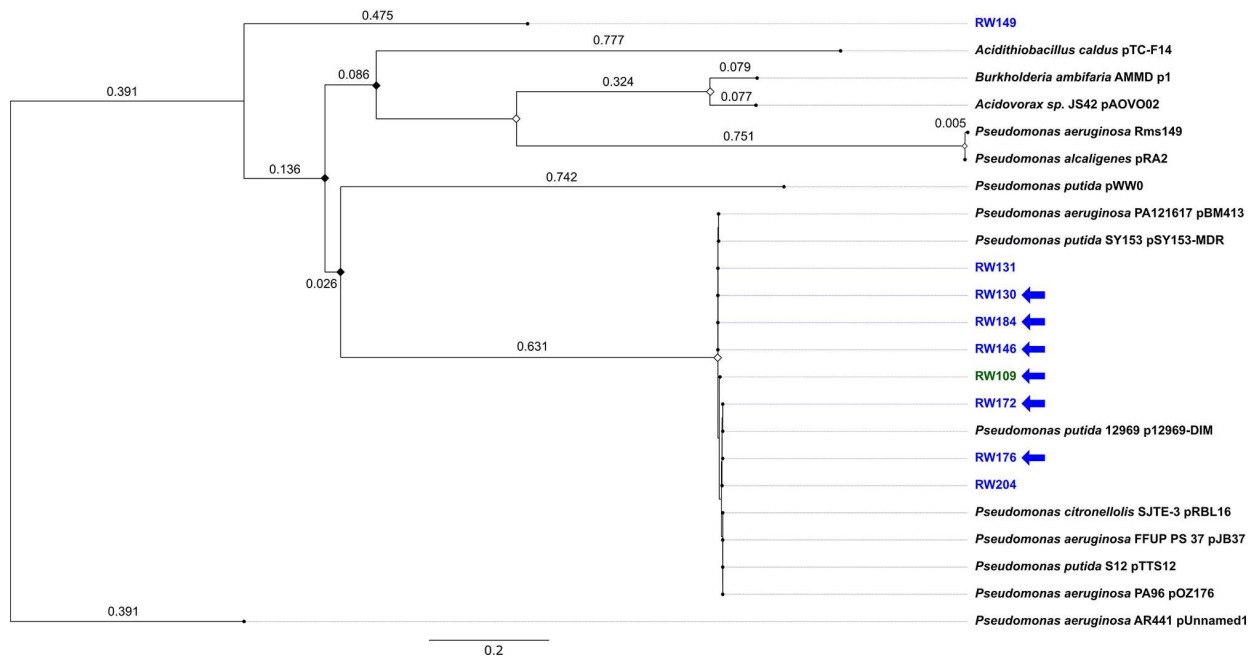 0.475
RW149
0.777
Acidithiobacillus caldus pTC-F14
0.086
0.079
Burkholderia ambifaria AMMD p1
0.324
0.391
0.077
Acidovorax sp. JS42 pAOVO02
0.005
Pseudomonas aeruginosa Rms149
0.751
Pseudomonas alcaligenes pRA2
0.136
0.742
Pseudomonas putida pWW0
Pseudomonas aeruginosa PA121617 pBM413
Pseudomonas putida SY153 pSY153-MDR
RW131
0.026
RW130
RW184
0.631
RW146
RW109
RW172
Pseudomonas putida 12969 p12969-DIM
RW176
RW204
Pseudomonas citronellolis SJTE-3 pRBL16
Pseudomonas aeruginosa FFUP PS 37 pJB37
Pseudomonas putida S12 pTTS12
Pseudomonas aeruginosa PA96 pOZ176
0.391
Pseudomonas aeruginosa AR441 pUnnamed1
0.2